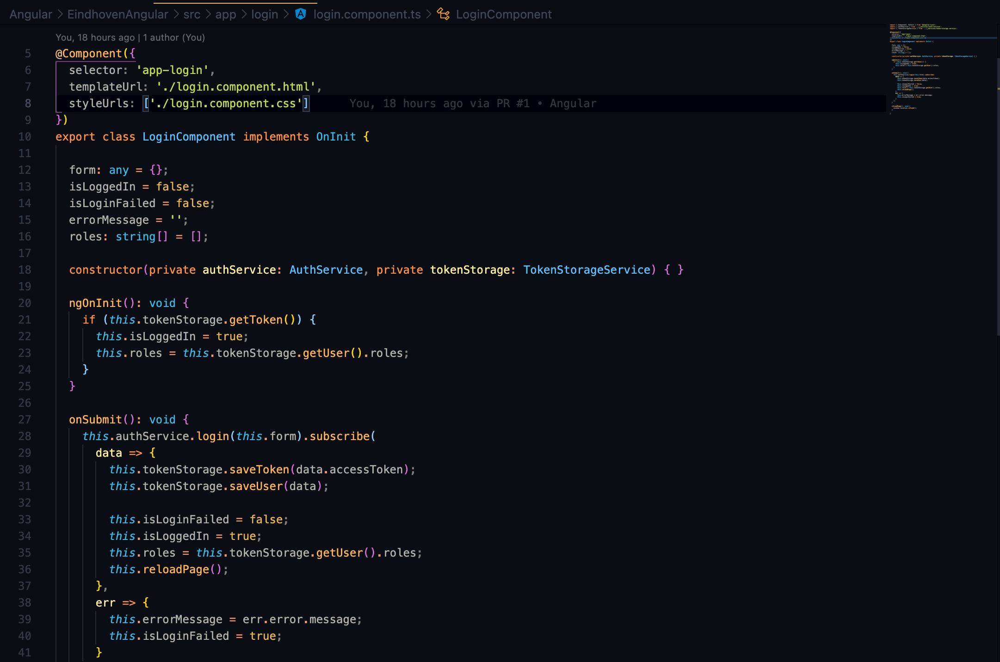 Angular > EindhovenAngular > src > app > login > login.component.ts > LoginComponent
You, 18 hours ago | 1 author (You)
5 @Component({
6   selector: 'app-login',
7   templateUrl: './login.component.html',
8   styleUrls: ['./login.component.css']      You, 18 hours ago via PR #1 • Angular
9 })
10 export class LoginComponent implements OnInit {
11
12   form: any = {};
13   isLoggedIn = false;
14   isLoginFailed = false;
15   errorMessage = '';
16   roles: string[] = [];
17
18   constructor(private authService: AuthService, private tokenStorage: TokenStorageService) { }
19
20   ngOnInit(): void {
21     if (this.tokenStorage.getToken()) {
22       this.isLoggedIn = true;
23       this.roles = this.tokenStorage.getUser().roles;
24     }
25   }
26
27   onSubmit(): void {
28     this.authService.login(this.form).subscribe(
29       data => {
30         this.tokenStorage.saveToken(data.accessToken);
31         this.tokenStorage.saveUser(data);
32
33         this.isLoginFailed = false;
34         this.isLoggedIn = true;
35         this.roles = this.tokenStorage.getUser().roles;
36         this.reloadPage();
37       },
38       err => {
39         this.errorMessage = err.error.message;
40         this.isLoginFailed = true;
41       }